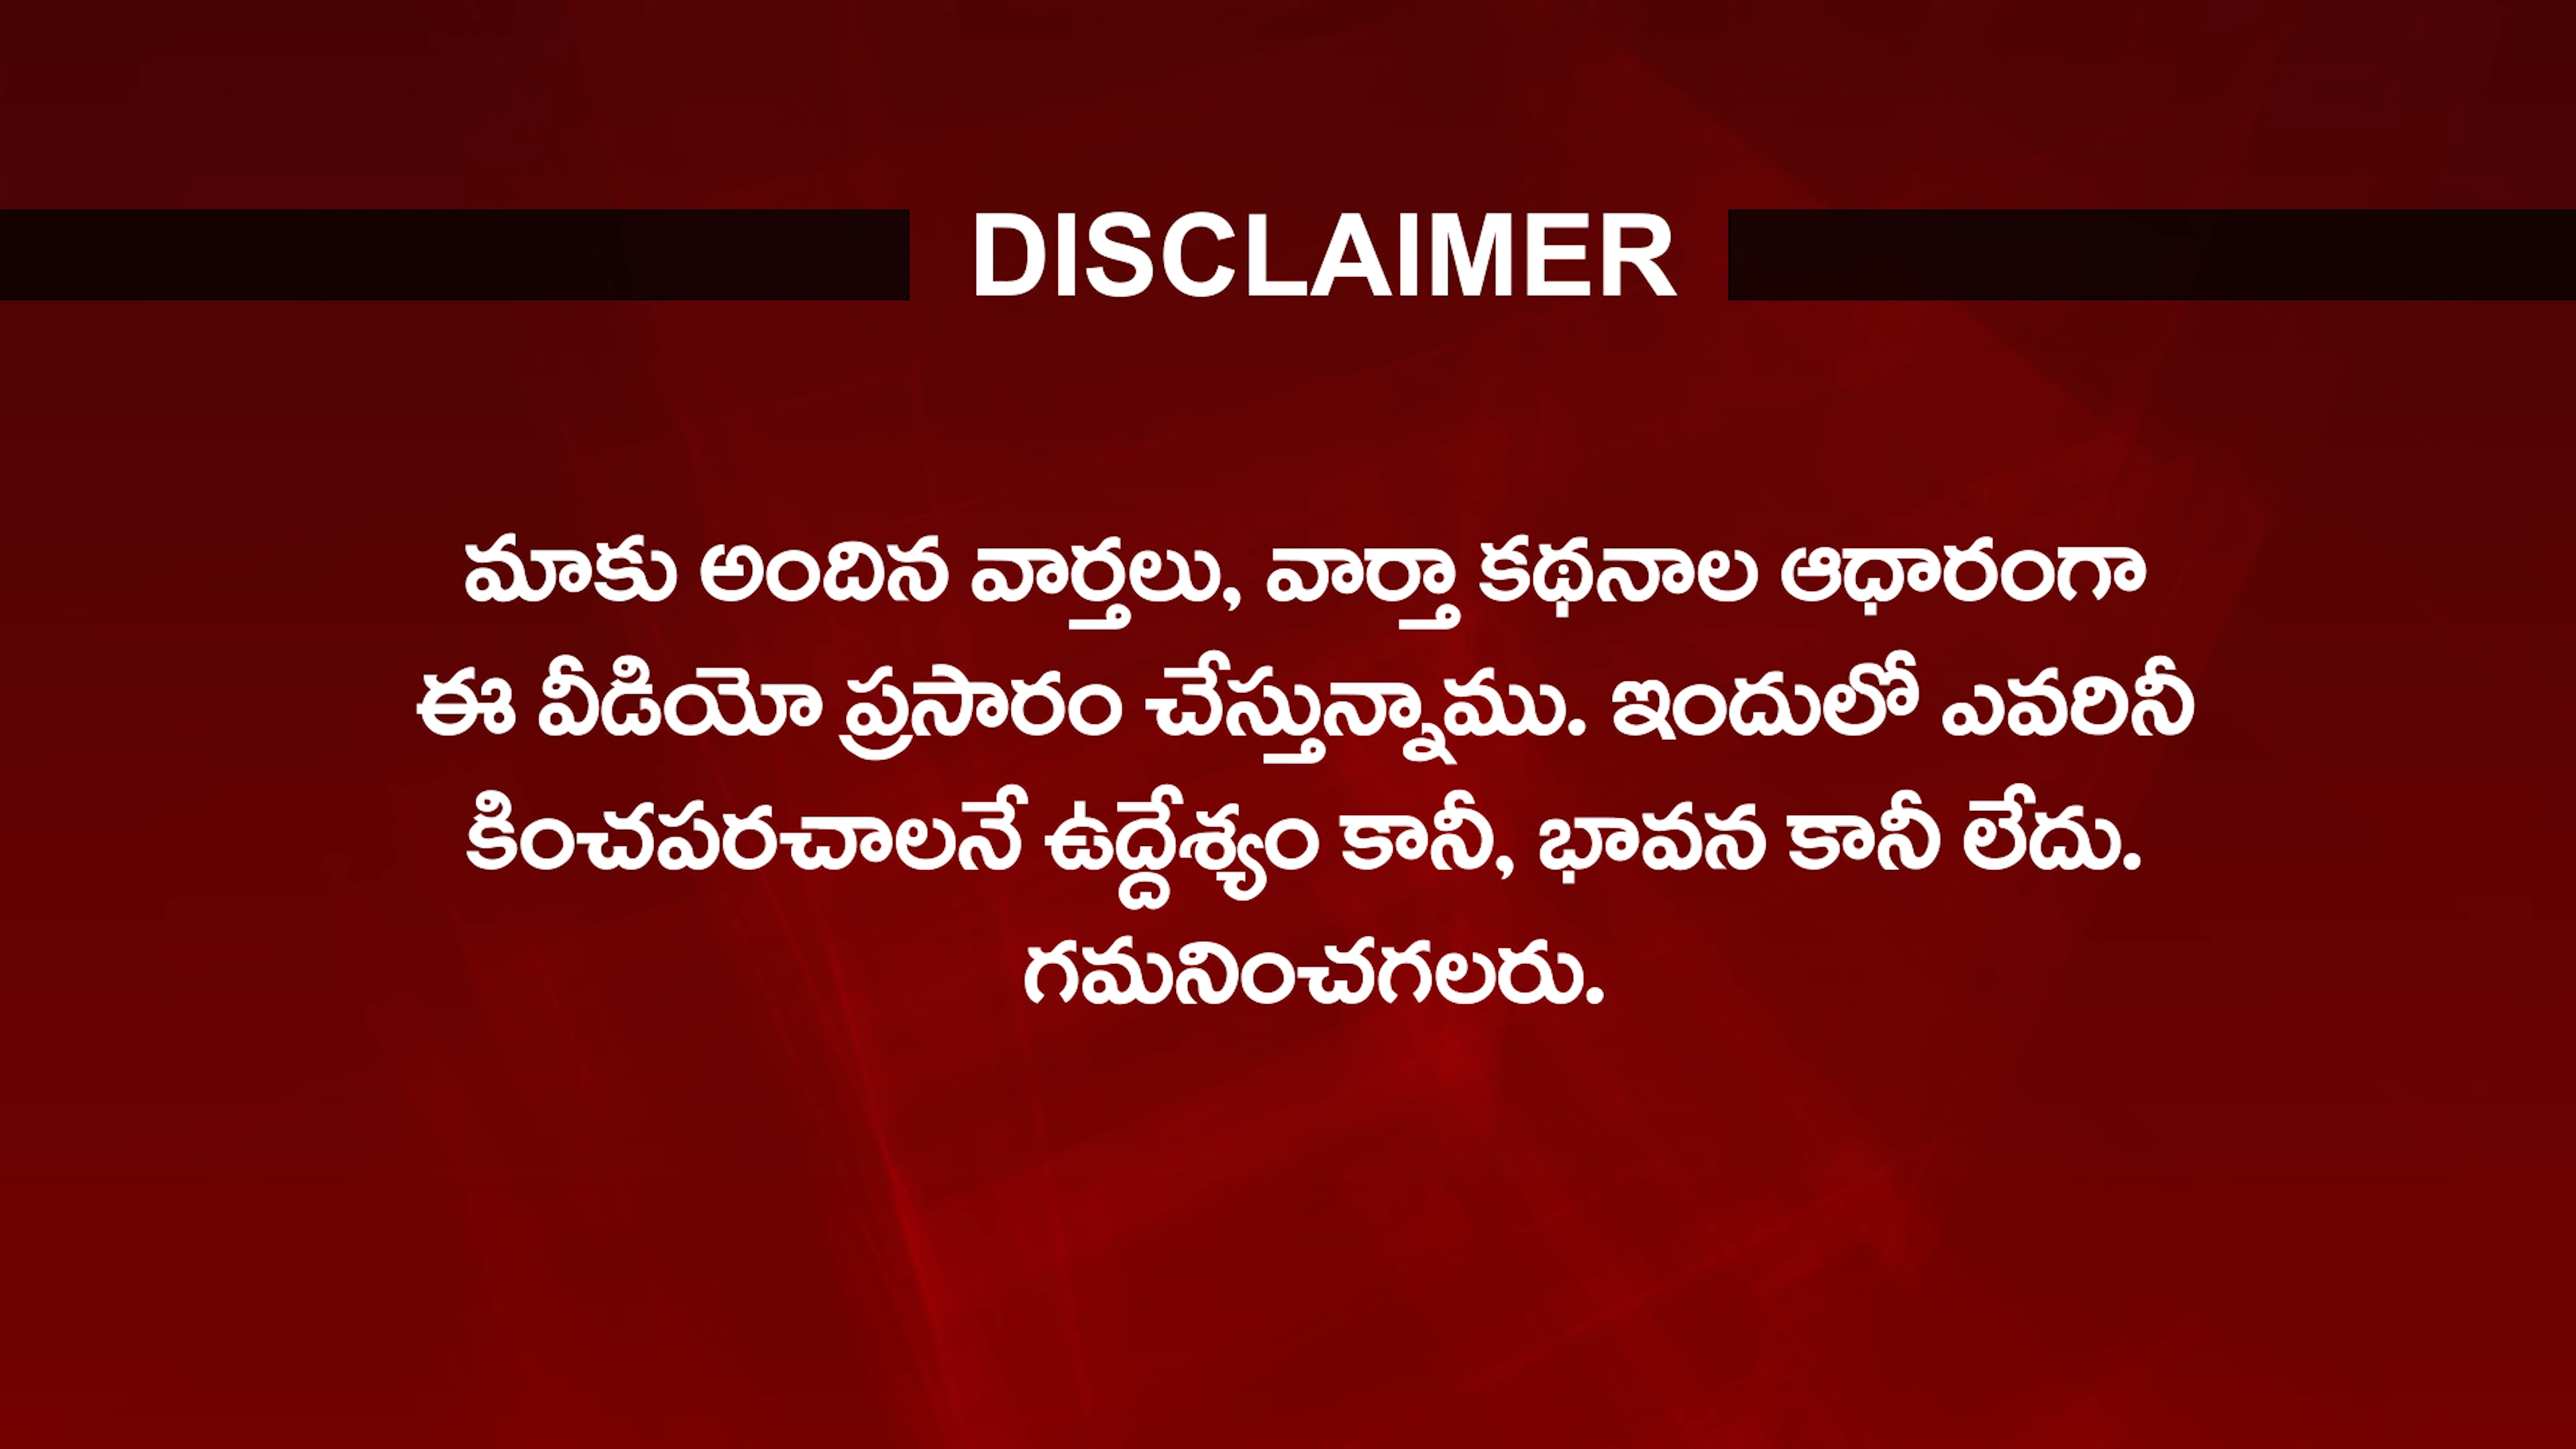 DISCLAIMER
మాకు అందిన వార్తలు, వార్తా కథనాల ఆధారంగా
ఈ వీడియో ప్రసారం చేస్తున్నాము. ఇందులో ఎవరినీ
కించపరచాలనే ఉద్దేశ్యం కానీ, భావన కానీ లేదు.
గమనించగలరు.